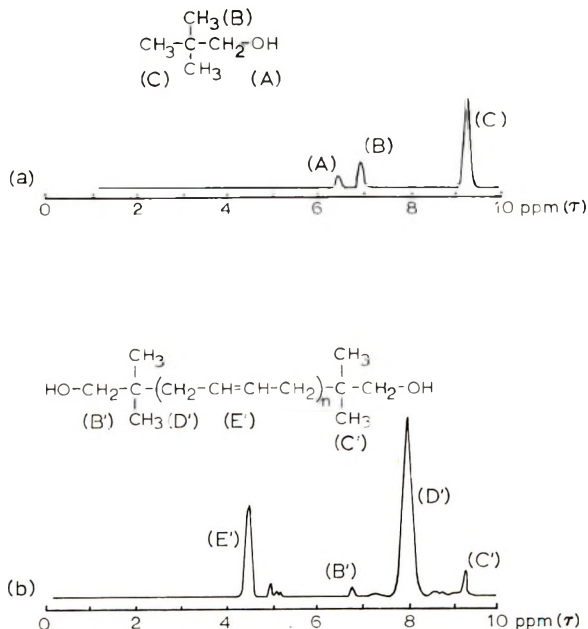 CH3(B)
CH3-C-CH2-OH
(C) CH3 (A)
(a)
(A) (B) (C)
0 2 4 6 8 10 ppm (τ)
CH3 CH3
HO-CH2-C-(CH2-CH=CH-CH2)n-C-CH2-OH
(B') CH3(D') (E') CH3
(C')
(D')
(E') (B') (C')
(b)
0 2 4 6 8 10 ppm (τ)